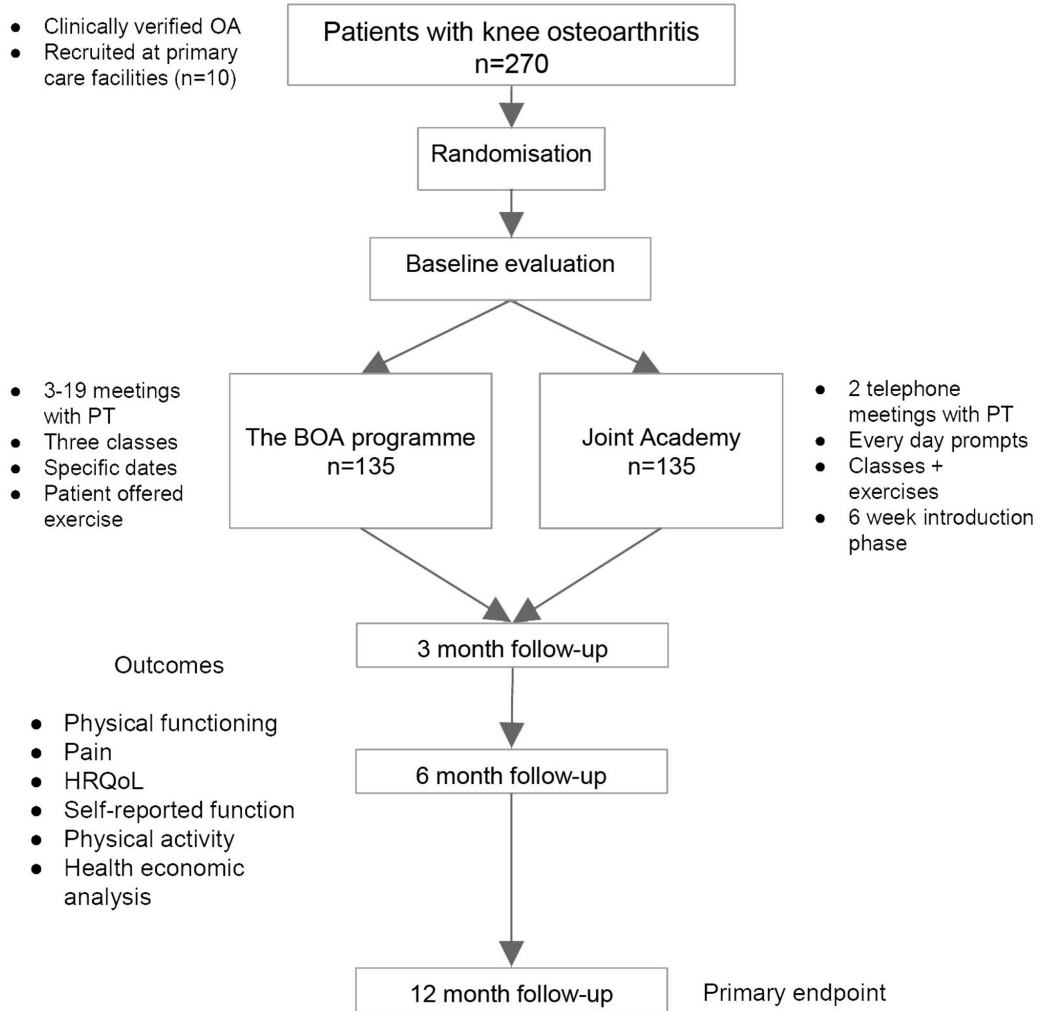 ● Clinically verified OA
● Recruited at primary
care facilities (n=10)
Patients with knee osteoarthritis
n=270
Randomisation
Baseline evaluation
● 3-19 meetings
with PT
● Three classes
● Specific dates
● Patient offered
exercise
The BOA programme
n=135
Joint Academy
n=135
● 2 telephone
meetings with PT
● Every day prompts
● Classes +
exercises
● 6 week introduction
phase
3 month follow-up
Outcomes
● Physical functioning
● Pain
● HRQoL
● Self-reported function
● Physical activity
● Health economic
analysis
6 month follow-up
12 month follow-up
Primary endpoint